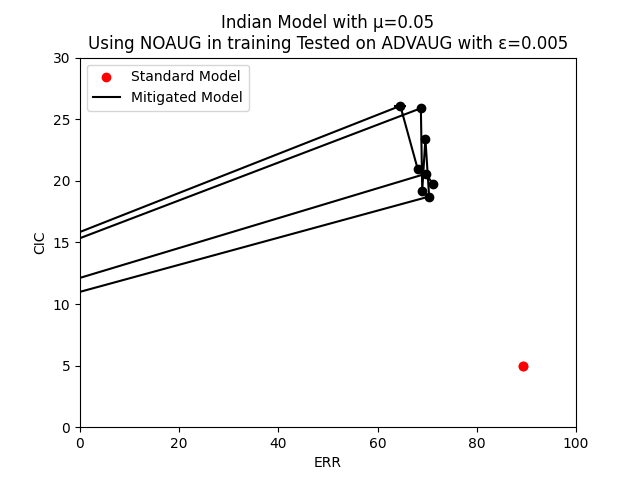 Indian Model with μ=0.05
Using NOAUG in training Tested on ADVAUG with ε=0.005
30
25
20
15
10
5
0
CIC
Standard Model
Mitigated Model
0 20 40 60 80 100
ERR